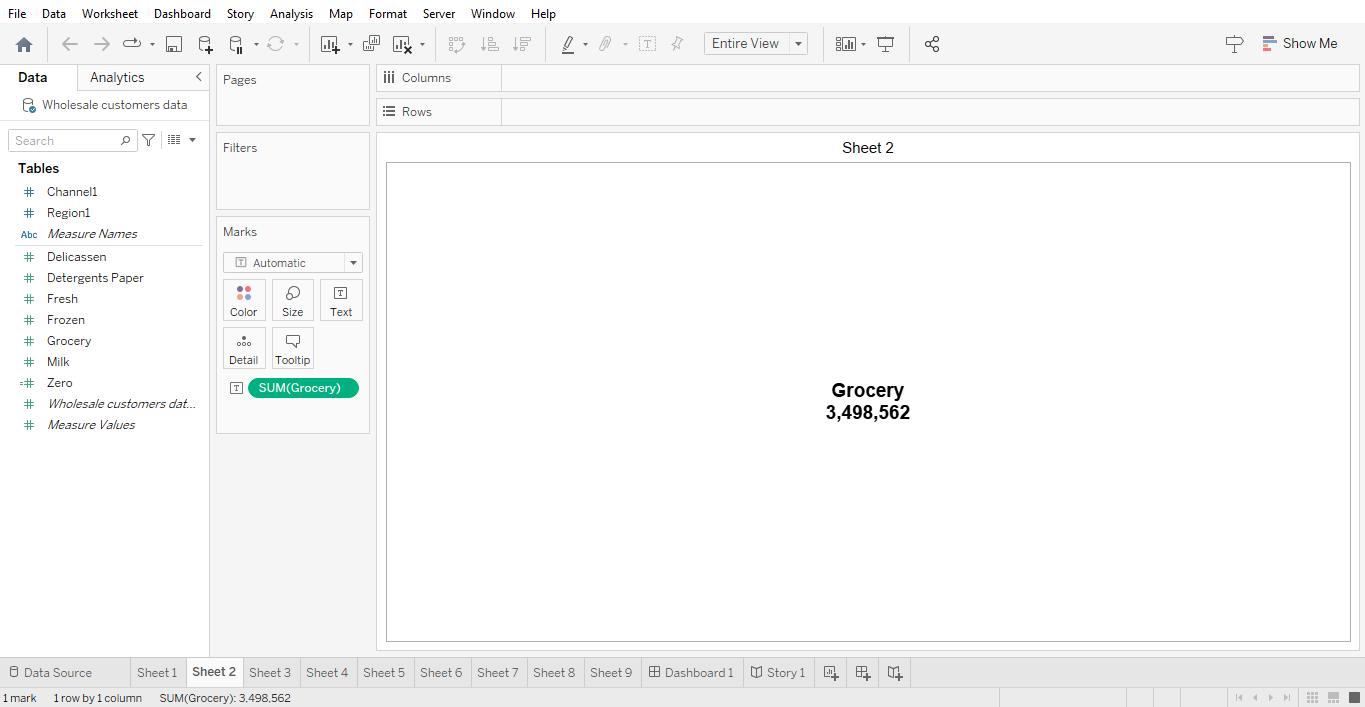 File Data Worksheet Dashboard Story Analysis Map Format Server Window Help
Entire View
Show Me
Data Analytics
Wholesale customers data
Search
Tables
Channel1
Region1
Abc Measure Names
Delicassen
Detergents Paper
Fresh
Frozen
Grocery
Milk
Zero
Wholesale customers dat...
Measure Values
Pages
Filters
Marks
Automatic
Color Size Text
Detail Tooltip
SUM(Grocery)
Columns
Rows
Sheet 2
Grocery
3,498,562
Data Source Sheet 1 Sheet 2 Sheet 3 Sheet 4 Sheet 5 Sheet 6 Sheet 7 Sheet 8 Sheet 9 Dashboard 1 Story 1
1 mark 1 row by 1 column SUM(Grocery): 3,498,562